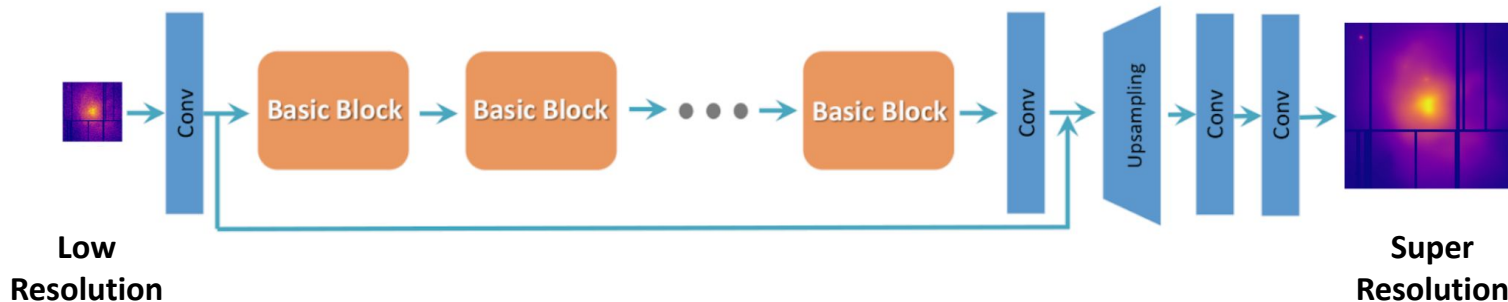 Conv
Basic Block
Basic Block
Basic Block
Conv
Upsampling
Conv
Conv
Low
Resolution
Super
Resolution